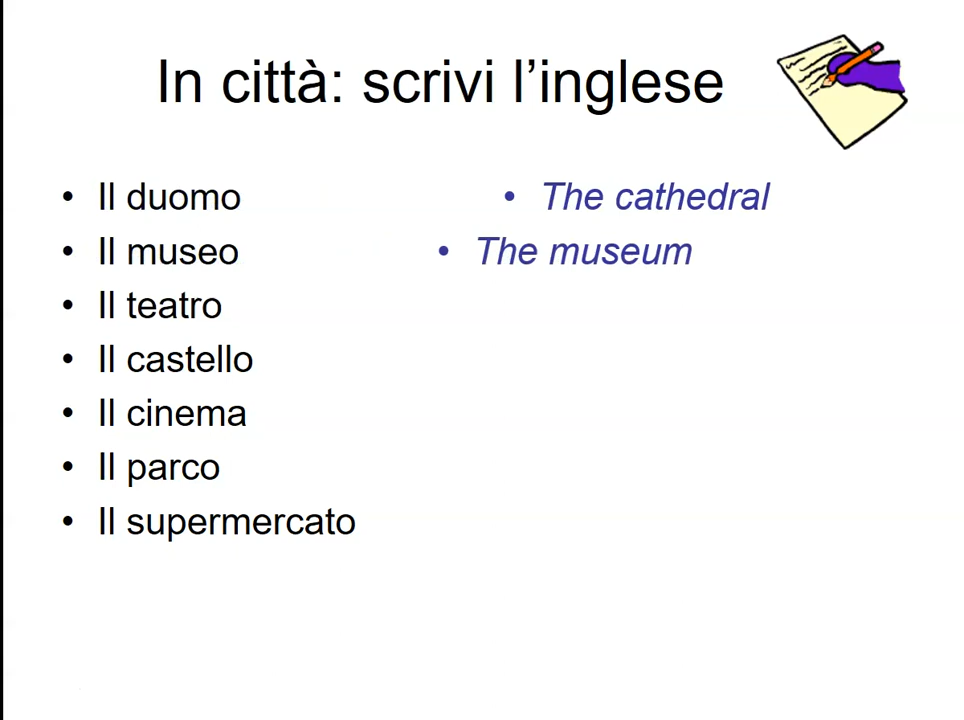 In città: scrivi l’inglese
• Il duomo
• The cathedral
• Il museo
• The museum
• Il teatro
• Il castello
• Il cinema
• Il parco
• Il supermercato